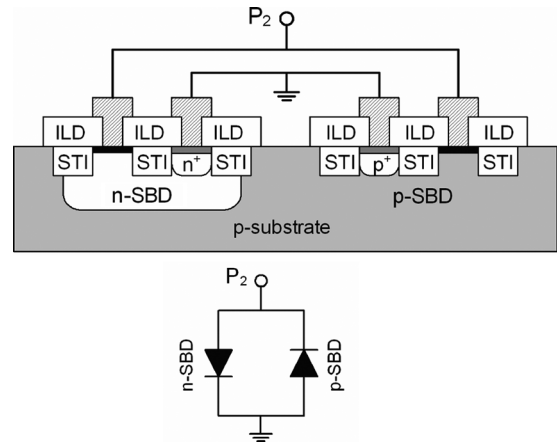 P2
ILD ILD ILD ILD ILD ILD
STI STI n+ STI STI p+ STI STI
n-SBD p-SBD
p-substrate
P2
n-SBD p-SBD